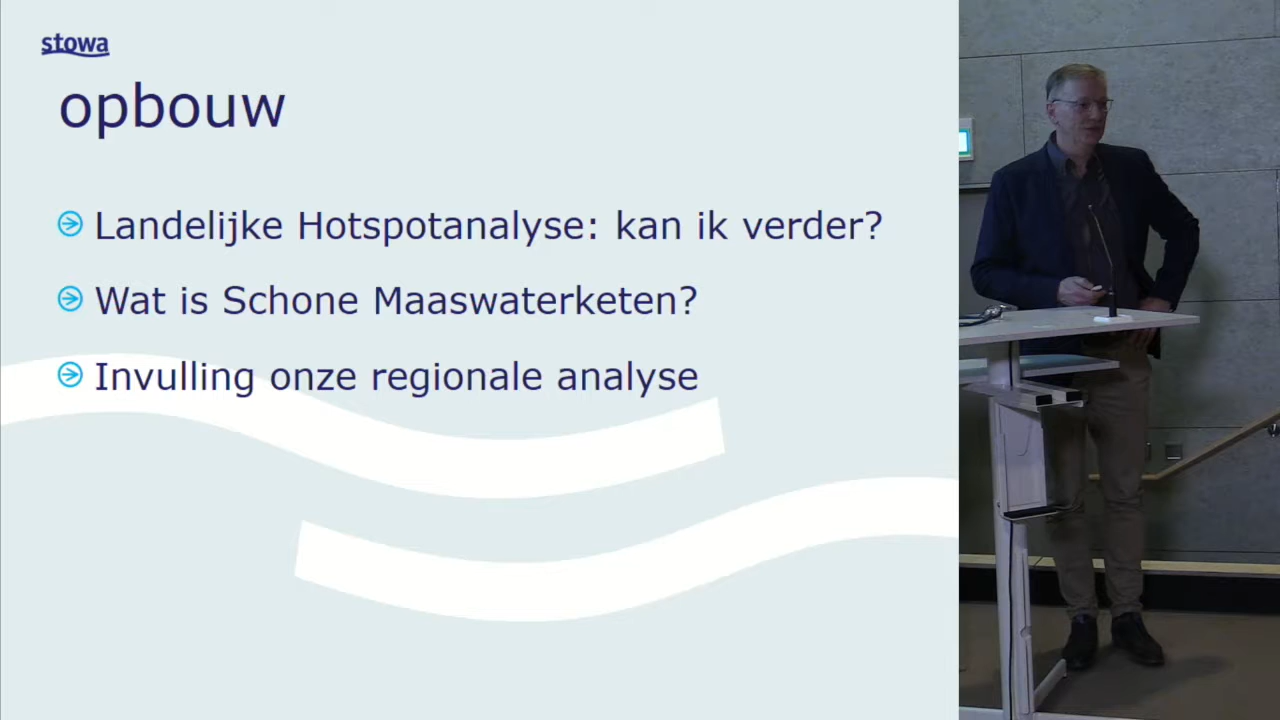 stowa
opbouw
Landelijke Hotspotanalyse: kan ik verder?
Wat is Schone Maaswaterketen?
Invulling onze regionale analyse